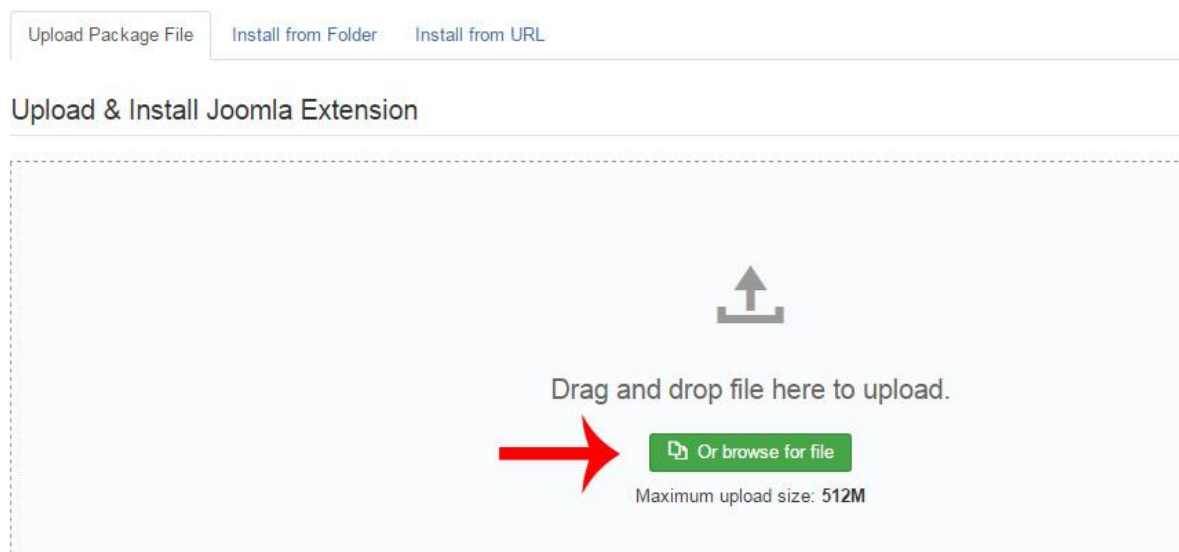 Upload Package File Install from Folder Install from URL
Upload & Install Joomla Extension
Drag and drop file here to upload.
Or browse for file
Maximum upload size: 512M